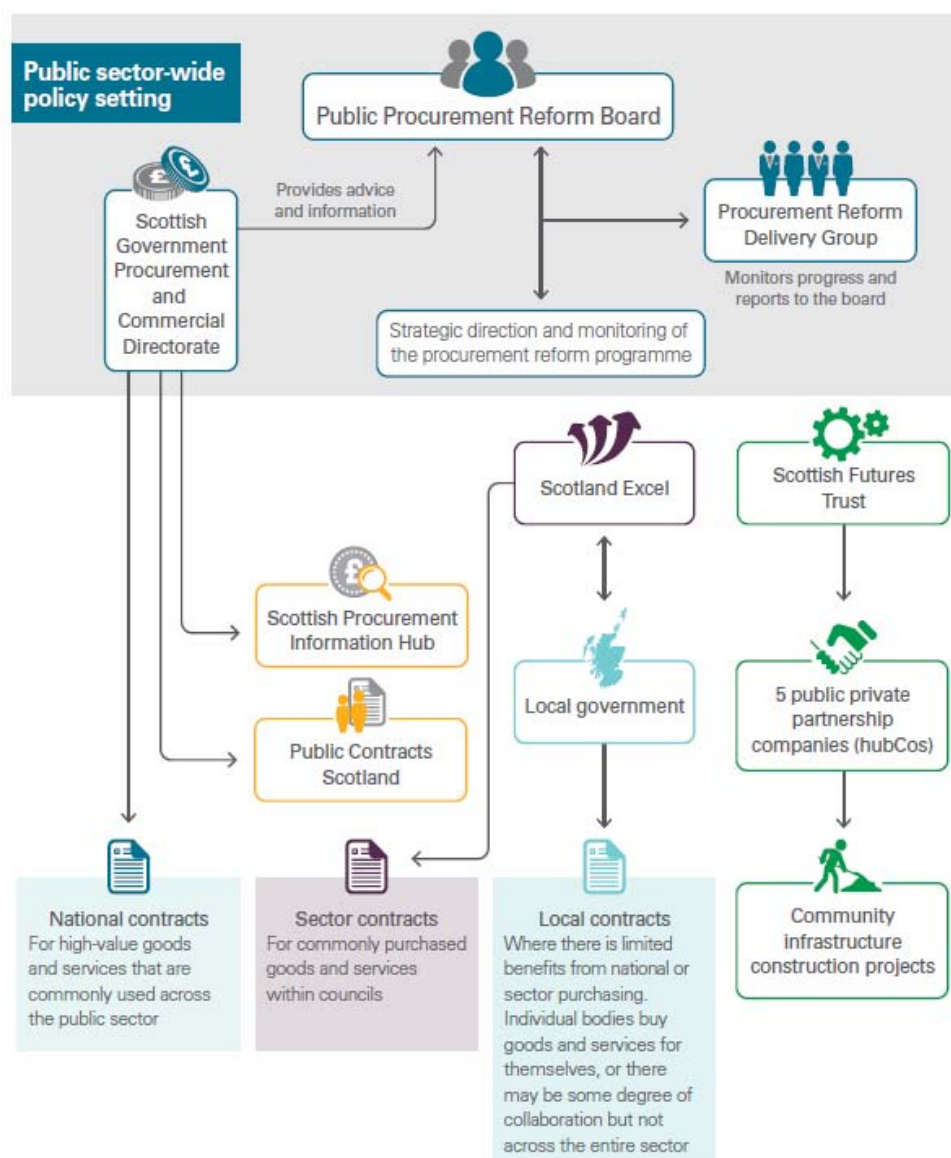 Public sector-wide
policy setting
Public Procurement Reform Board
Provides advice
and information
Scottish
Government
Procurement
and
Commercial
Directorate
Procurement Reform
Delivery Group
Monitors progress and
reports to the board
Strategic direction and monitoring of
the procurement reform programme
Scotland Excel
Scottish Futures
Trust
Scottish Procurement
Information Hub
Local government
5 public private
partnership
companies (hubCos)
Public Contracts
Scotland
National contracts
For high-value goods
and services that are
commonly used across
the public sector
Sector contracts
For commonly purchased
goods and services
within councils
Local contracts
Where there is limited
benefits from national or
sector purchasing.
Individual bodies buy
goods and services for
themselves, or there
may be some degree of
collaboration but not
across the entire sector
Community
infrastructure
construction projects